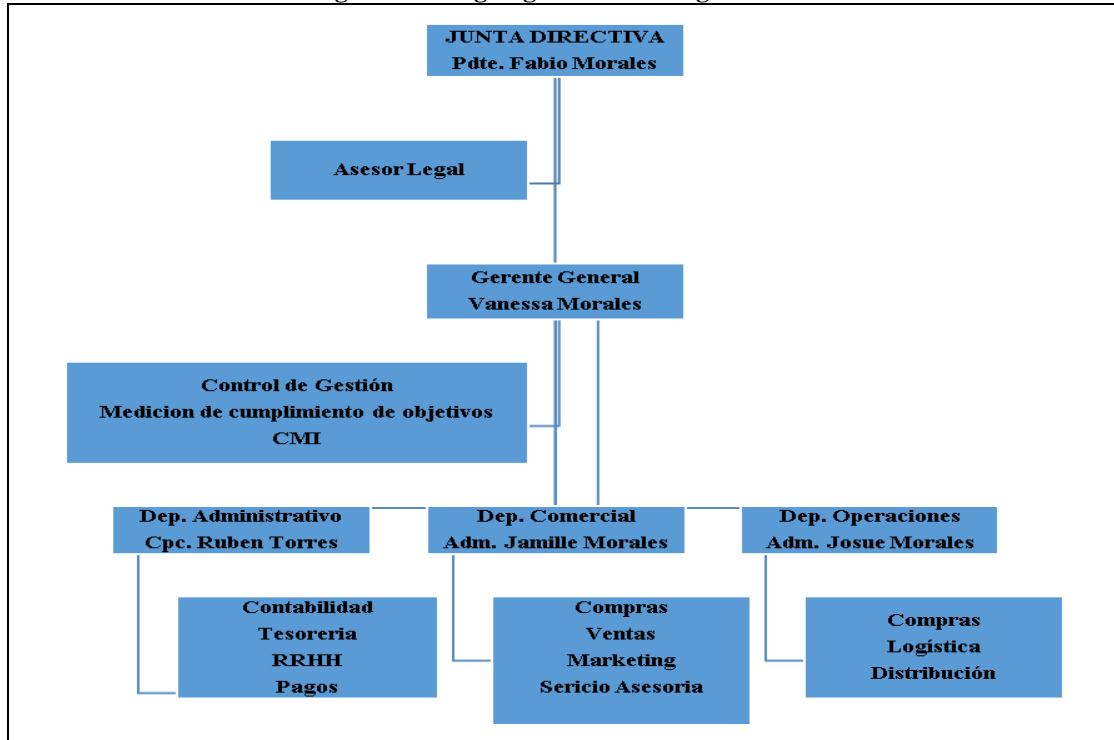 JUNTA DIRECTIVA
Pdte. Fabio Morales
Asesor Legal
Gerente General
Vanessa Morales
Control de Gestión
Medicion de cumplimiento de objetivos
CMI
Dep. Administrativo
Cpc. Ruben Torres
Dep. Comercial
Adm. Jamille Morales
Dep. Operaciones
Adm. Josue Morales
Contabilidad
Tesoreria
RRHH
Pagos
Compras
Ventas
Marketing
Sericio Asesoria
Compras
Logística
Distribución